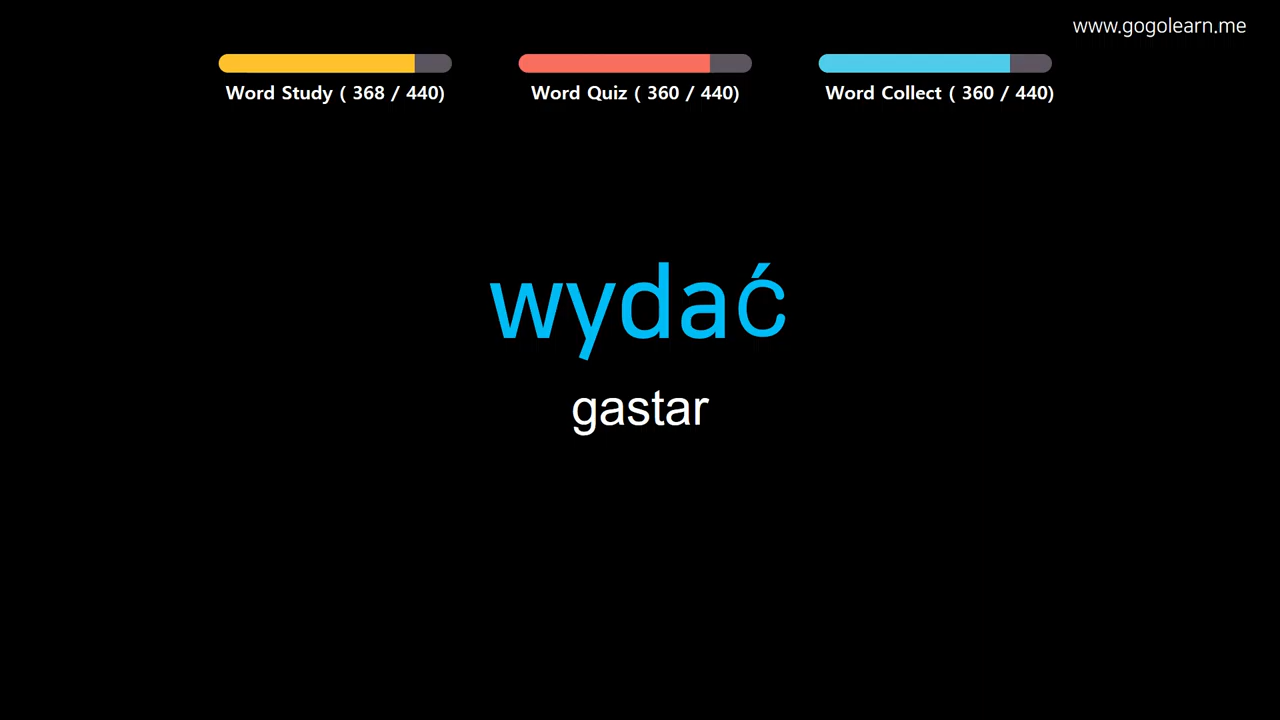 www.gogolearn.me
Word Study ( 368 / 440)
Word Quiz ( 360 / 440)
Word Collect ( 360 / 440)
wydać
gastar